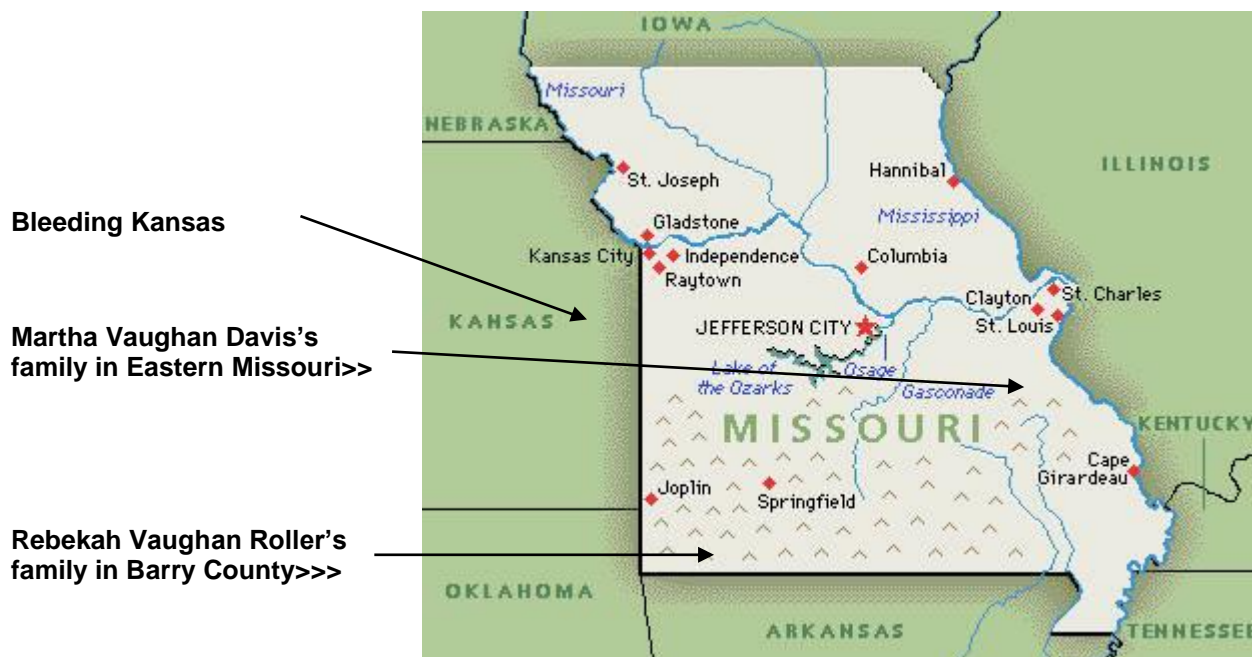 IOWA
Missouri
NEBRASKA
ILLINOIS
Hannibal
St. Joseph
Mississippi
Bleeding Kansas
Gladstone
Kansas City
Independence
Columbia
Raytown
Clayton
St. Charles
KANSAS
JEFFERSON CITY
St. Louis
Martha Vaughan Davis's
family in Eastern Missouri>>
Lake of
the Ozarks
Osage
Gasconade
MISSOURI
KENTUCKY
Cape
Girardeau
Joplin
Springfield
Rebekah Vaughan Roller's
family in Barry County>>>
OKLAHOMA
ARKANSAS
TENNESSEE